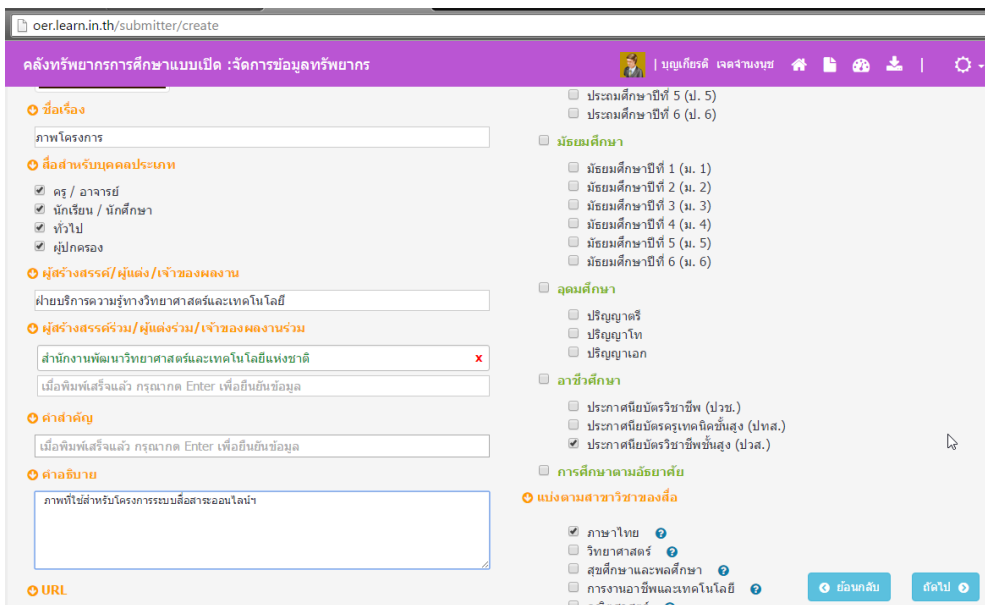 oer.learn.in.th/submitter/create
คลังทรัพยากรการศึกษาแบบเปิด :จัดการข้อมูลทรัพยากร
| บุญเกียรติ เจตจำนงนุช |
ชื่อเรื่อง
ภาพโครงการ
สื่อสำหรับบุคคลประเภท
ครู / อาจารย์
นักเรียน / นักศึกษา
ทั่วไป
ผู้ปกครอง
ผู้สร้างสรรค์/ผู้แต่ง/เจ้าของผลงาน
ฝ่ายบริการความรู้ทางวิทยาศาสตร์และเทคโนโลยี
ผู้สร้างสรรค์ร่วม/ผู้แต่งร่วม/เจ้าของผลงานร่วม
สำนักงานพัฒนาวิทยาศาสตร์และเทคโนโลยีแห่งชาติ x
เมื่อพิมพ์เสร็จแล้ว กรุณากด Enter เพื่อยืนยันข้อมูล
คำสำคัญ
เมื่อพิมพ์เสร็จแล้ว กรุณากด Enter เพื่อยืนยันข้อมูล
คำอธิบาย
ภาพที่ใช้สำหรับโครงการระบบสื่อสาระออนไลน์ฯ
URL
ประถมศึกษาปีที่ 5 (ป. 5)
ประถมศึกษาปีที่ 6 (ป. 6)
มัธยมศึกษา
มัธยมศึกษาปีที่ 1 (ม. 1)
มัธยมศึกษาปีที่ 2 (ม. 2)
มัธยมศึกษาปีที่ 3 (ม. 3)
มัธยมศึกษาปีที่ 4 (ม. 4)
มัธยมศึกษาปีที่ 5 (ม. 5)
มัธยมศึกษาปีที่ 6 (ม. 6)
อุดมศึกษา
ปริญญาตรี
ปริญญาโท
ปริญญาเอก
อาชีวศึกษา
ประกาศนียบัตรวิชาชีพ (ปวช.)
ประกาศนียบัตรครูเทคนิคชั้นสูง (ปทส.)
ประกาศนียบัตรวิชาชีพชั้นสูง (ปวส.)
การศึกษาตามอัธยาศัย
แบ่งตามสาขาวิชาของสื่อ
ภาษาไทย
วิทยาศาสตร์
สุขศึกษาและพลศึกษา
การงานอาชีพและเทคโนโลยี
ย้อนกลับ
ถัดไป